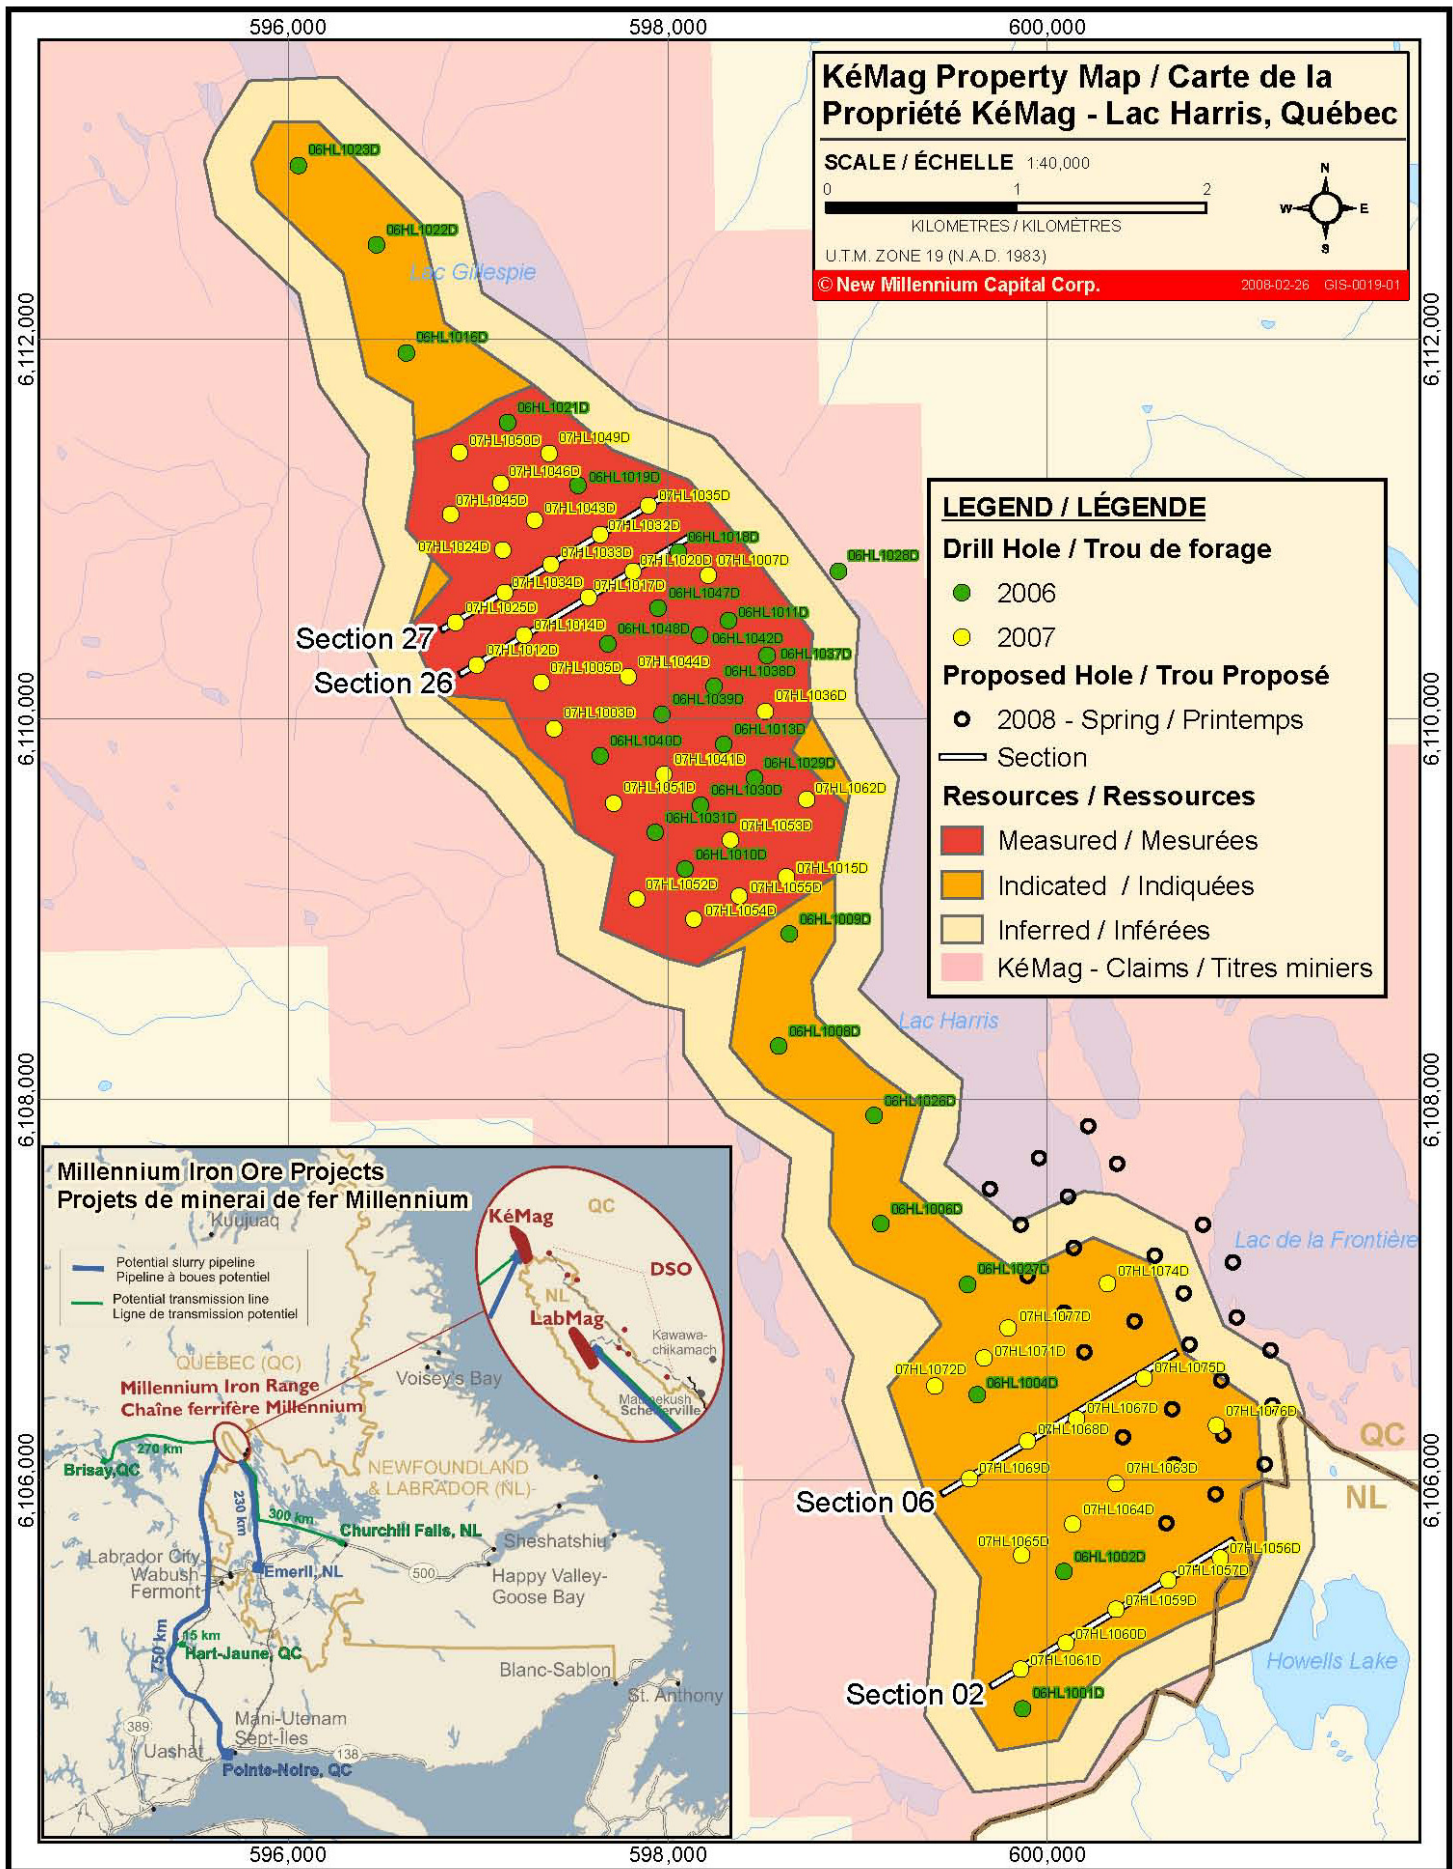 596,000
598,000
600,000
KéMag Property Map / Carte de la
Propriété KéMag - Lac Harris, Québec
SCALE / ÉCHELLE 1:40,000
0 1 2
KILOMETRES / KILOMÈTRES
U.T.M. ZONE 19 (N.A.D. 1983)
N
W E
S
© New Millennium Capital Corp. 2008-02-26 GIS-0019-01
06HL1023D
06HL1022D
Lac Gillespie
6,112,000
06HL1016D
6,112,000
06HL1021D
07HL1050D
07HL1049D
07HL1046D
06HL1019D
07HL1045D
07HL1035D
07HL1043D
07HL1032D
07HL1024D
06HL1018D
07HL1033D
07HL1020D
07HL1007D
06HL1028D
07HL1034D
07HL1017D
07HL1025D
06HL1047D
06HL1011D
07HL1014D
06HL1048D
06HL1042D
Section 27
07HL1012D
06HL1037D
07HL1005D
07HL1044D
06HL1038D
Section 26
06HL1039D
07HL1036D
07HL1003D
06HL1013D
6,110,000
6,110,000
06HL1040D
07HL1041D
06HL1029D
07HL1051D
06HL1030D
07HL1062D
06HL1031D
07HL1053D
06HL1010D
07HL1015D
07HL1052D
07HL1055D
07HL1054D
06HL1009D
LEGEND / LÉGENDE
Drill Hole / Trou de forage
2006
2007
Proposed Hole / Trou Proposé
2008 - Spring / Printemps
Section
Resources / Ressources
Measured / Mesurées
Indicated / Indiquées
Inferred / Inférées
KéMag - Claims / Titres miniers
Lac Harris
06HL1008D
6,108,000
6,108,000
06HL1026D
06HL1006D
Lac de la Frontière
06HL1027D
07HL1074D
07HL1077D
07HL1071D
07HL1072D
07HL1075D
06HL1004D
07HL1067D
07HL1076D
07HL1068D
QC
07HL1069D
07HL1063D
NL
Section 06
6,106,000
6,106,000
07HL1064D
07HL1065D
07HL1056D
06HL1002D
07HL1057D
07HL1059D
07HL1060D
07HL1061D
Howells Lake
Section 02
06HL1001D
Millennium Iron Ore Projects
Projets de minerai de fer Millennium
Kuujuaq
Potential slurry pipeline
Pipeline à boues potentiel
Potential transmission line
Ligne de transmission potentiel
KéMag
QC
DSO
NL
LabMag
Kawawa-
chikamach
Schefferville
QUÉBEC (QC)
Voisey's Bay
Millennium Iron Range
Chaîne ferrifère Millennium
270 km
Brisay,QC
NEWFOUNDLAND
& LABRADOR (NL)
230 km
300 km
Churchill Falls, NL
Sheshatshiu
Labrador City
Wabush
Fermont
Emeril, NL
500
Happy Valley-
Goose Bay
750 km
15 km
Hart-Jaune, QC
Blanc-Sablon
St. Anthony
389
Mani-Utenam
Sept-Îles
Uashat
138
Pointe-Noire, QC
596,000
598,000
600,000